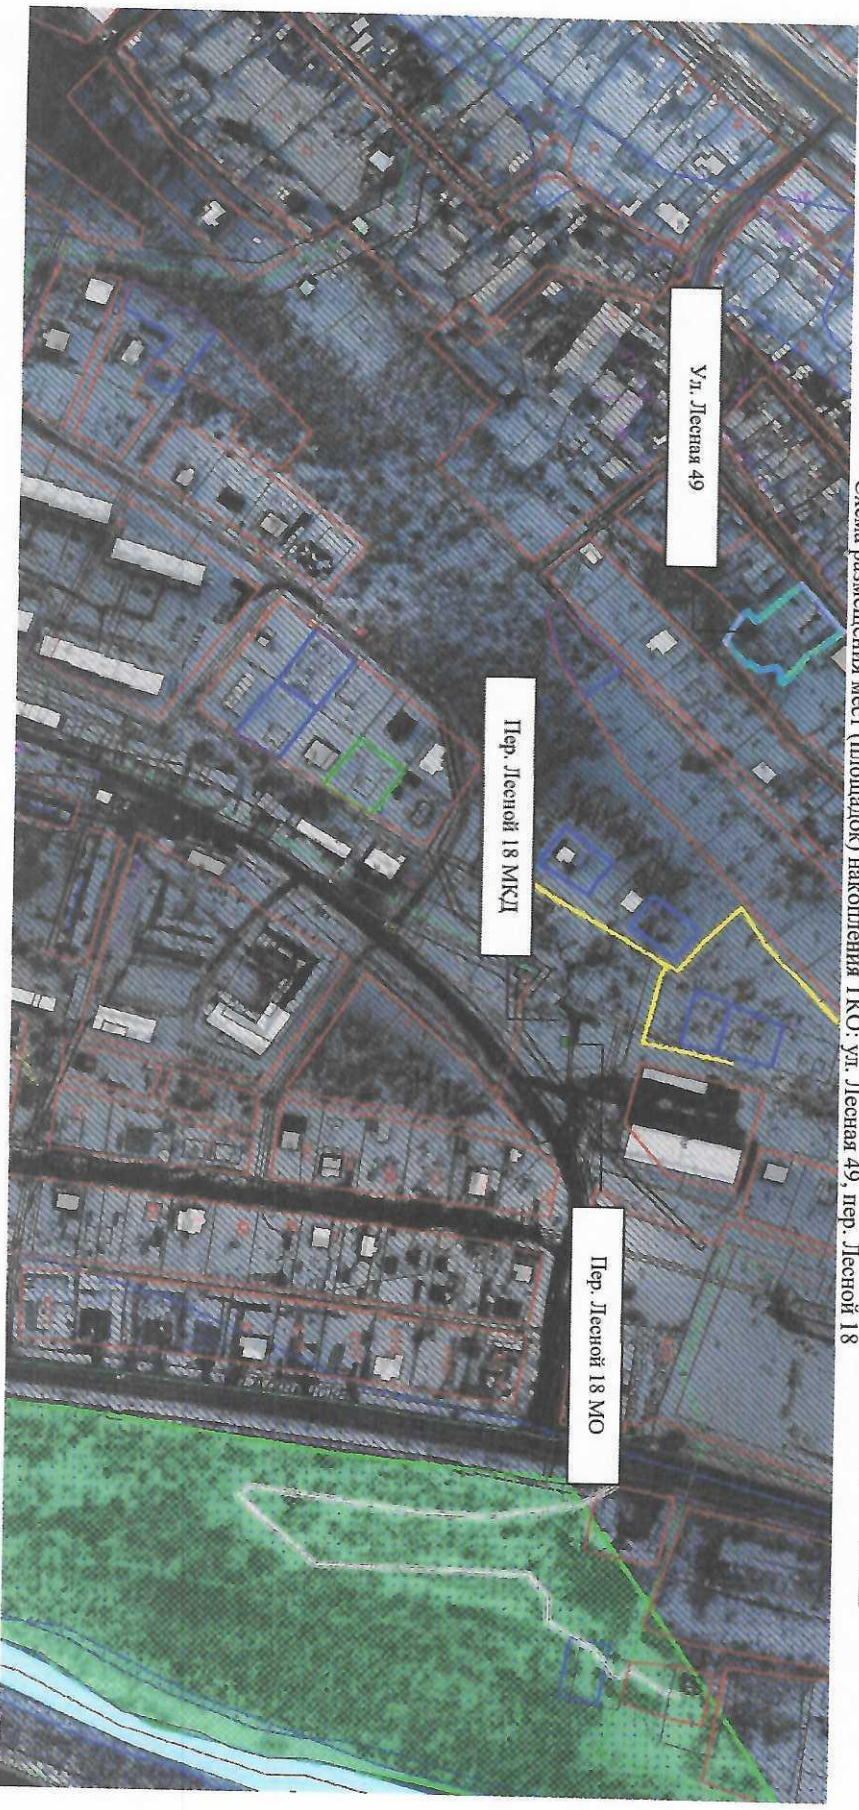 Схема размещения мест (площадок) накопления ТКО: ул. Лесная 49, пер. Лесной 18
Ул. Лесная 49
Пер. Лесной 18 МКД
Пер. Лесной 18 МО